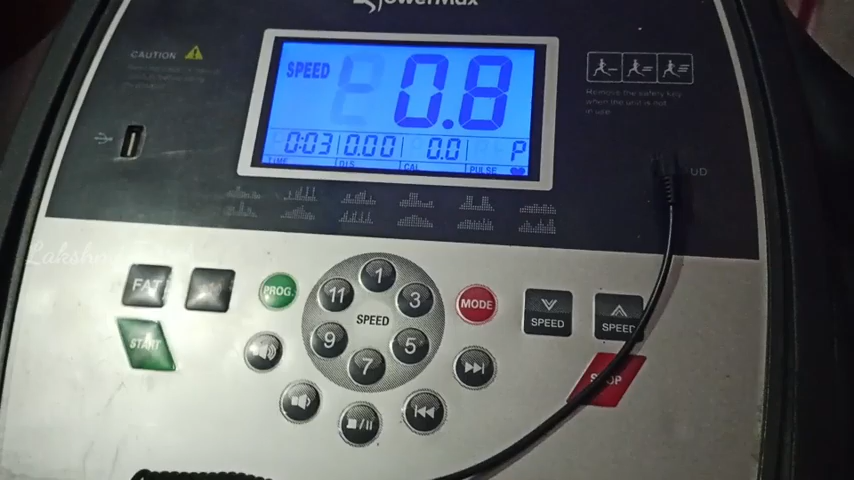 PowerMax
CAUTION
SPEED 0.8
0:03 0.00 0.0 P
TIME DIS CAL PULSE
Remove the safety key
when the unit is not
in use.
UD
Lakshm
FAT
PROG.
1
3
5
7
9
11
SPEED
MODE
SPEED
SPEED
START
STOP